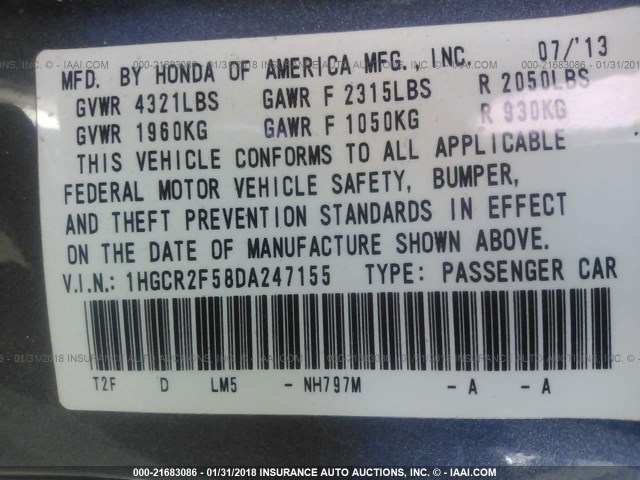 MFD. BY HONDA OF AMERICA MFG., INC. 07/'13
GVWR 4321LBS GAWR F 2315LBS R 2050LBS
GVWR 1960KG GAWR F 1050KG R 930KG
THIS VEHICLE CONFORMS TO ALL APPLICABLE
FEDERAL MOTOR VEHICLE SAFETY, BUMPER,
AND THEFT PREVENTION STANDARDS IN EFFECT
ON THE DATE OF MANUFACTURE SHOWN ABOVE.
V.I.N.: 1HGCR2F58DA247155 TYPE: PASSENGER CAR
T2F D LM5 - NH797M - A - A
000-21683086 - 01/31/2018 INSURANCE AUTO AUCTIONS, INC. - © - IAAI.COM